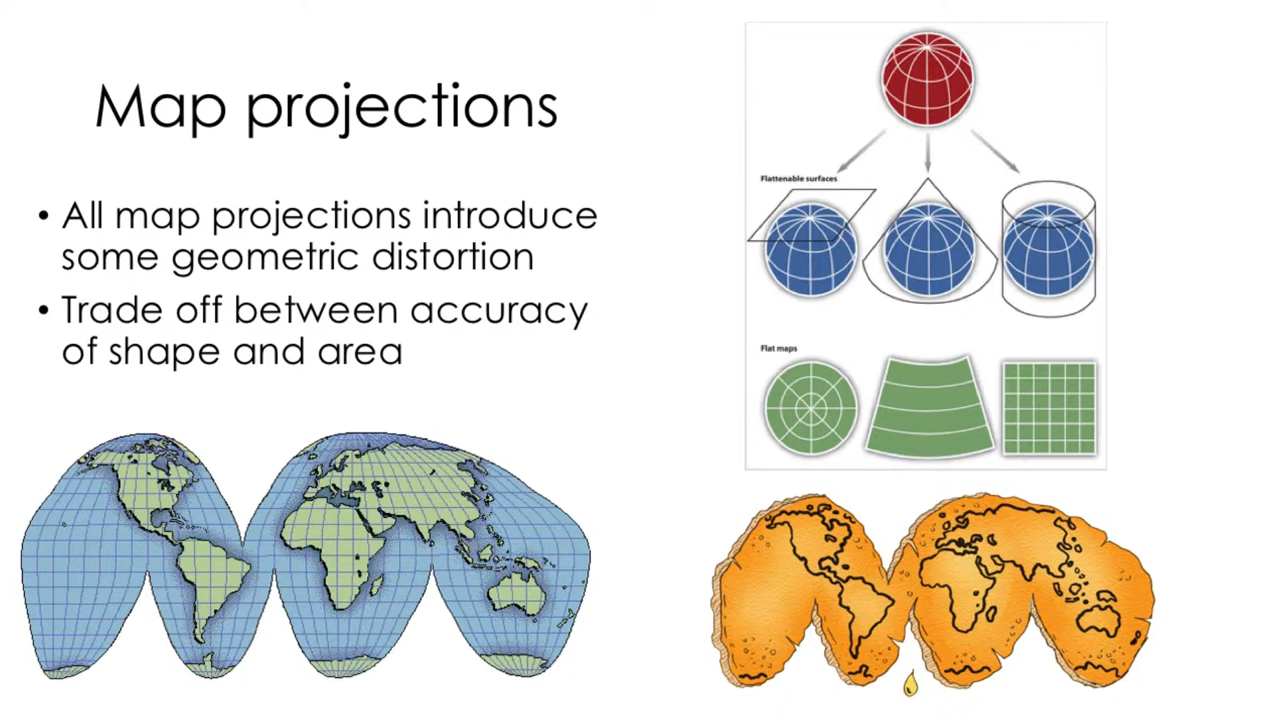 Map projections
• All map projections introduce
some geometric distortion
• Trade off between accuracy
of shape and area
Flattenable surfaces
Flat maps